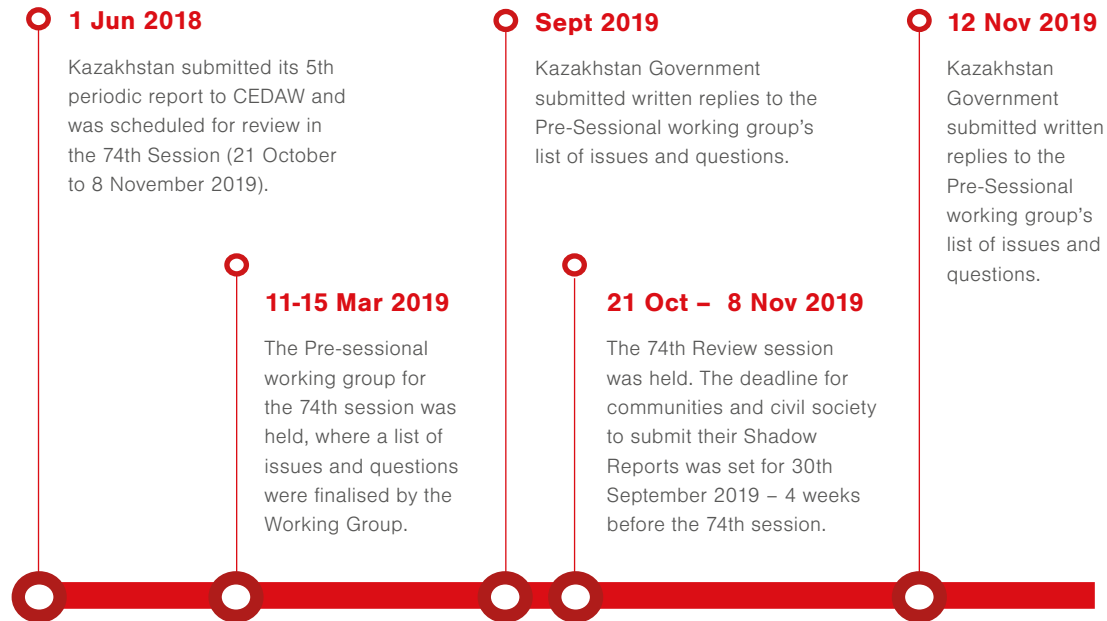 1 Jun 2018
Kazakhstan submitted its 5th
periodic report to CEDAW and
was scheduled for review in
the 74th Session (21 October
to 8 November 2019).
11-15 Mar 2019
The Pre-sessional
working group for
the 74th session was
held, where a list of
issues and questions
were finalised by the
Working Group.
Sept 2019
Kazakhstan Government
submitted written replies to the
Pre-Sessional working group’s
list of issues and questions.
21 Oct – 8 Nov 2019
The 74th Review session
was held. The deadline for
communities and civil society
to submit their Shadow
Reports was set for 30th
September 2019 – 4 weeks
before the 74th session.
12 Nov 2019
Kazakhstan
Government
submitted written
replies to the
Pre-Sessional
working group’s
list of issues and
questions.